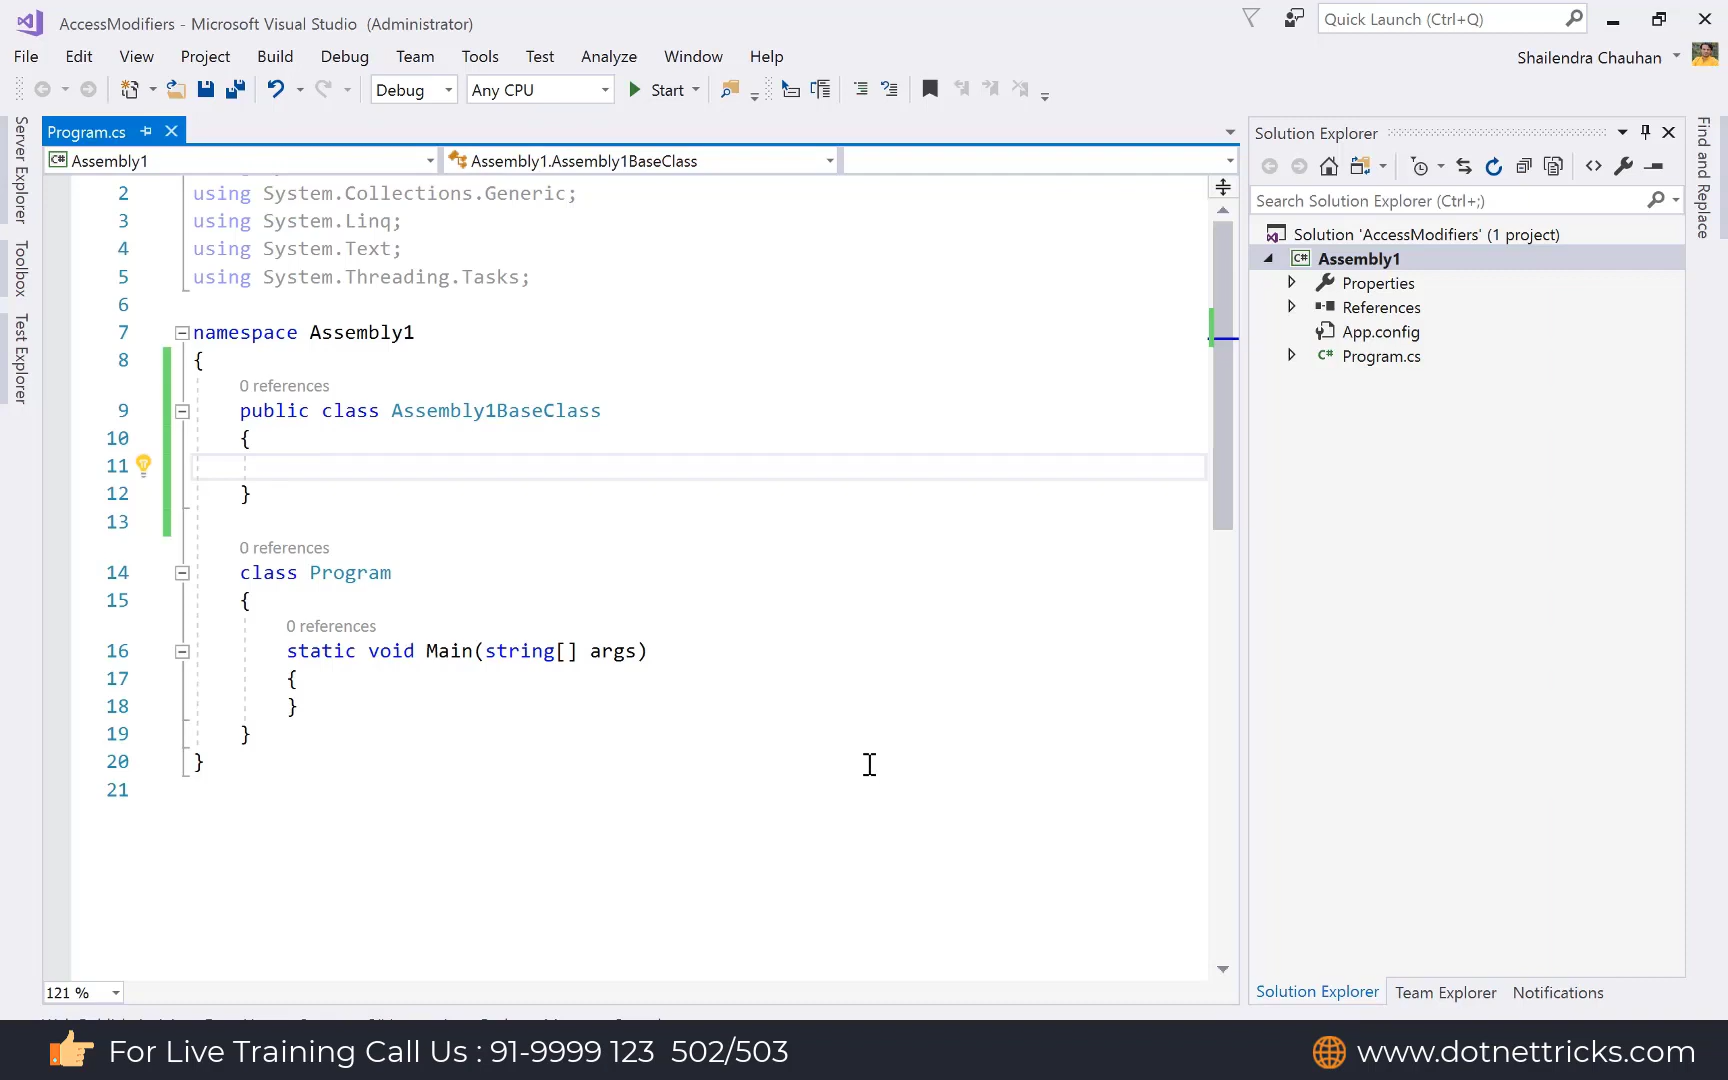 AccessModifiers - Microsoft Visual Studio (Administrator)
Quick Launch (Ctrl+Q)
File Edit View Project Build Debug Team Tools Test Analyze Window Help
Shailendra Chauhan
Debug Any CPU Start
Server Explorer
Toolbox
Test Explorer
Program.cs
C# Assembly1
Assembly1.Assembly1BaseClass
2 using System.Collections.Generic;
3 using System.Linq;
4 using System.Text;
5 using System.Threading.Tasks;
6
7 namespace Assembly1
8 {
0 references
9 public class Assembly1BaseClass
10 {
11
12 }
13
0 references
14 class Program
15 {
0 references
16 static void Main(string[] args)
17 {
18 }
19 }
20 }
21
121 %
Solution Explorer
Search Solution Explorer (Ctrl+;)
Solution 'AccessModifiers' (1 project)
C# Assembly1
Properties
References
App.config
C# Program.cs
Solution Explorer Team Explorer Notifications
Find and Replace
For Live Training Call Us : 91-9999 123 502/503
www.dotnettricks.com